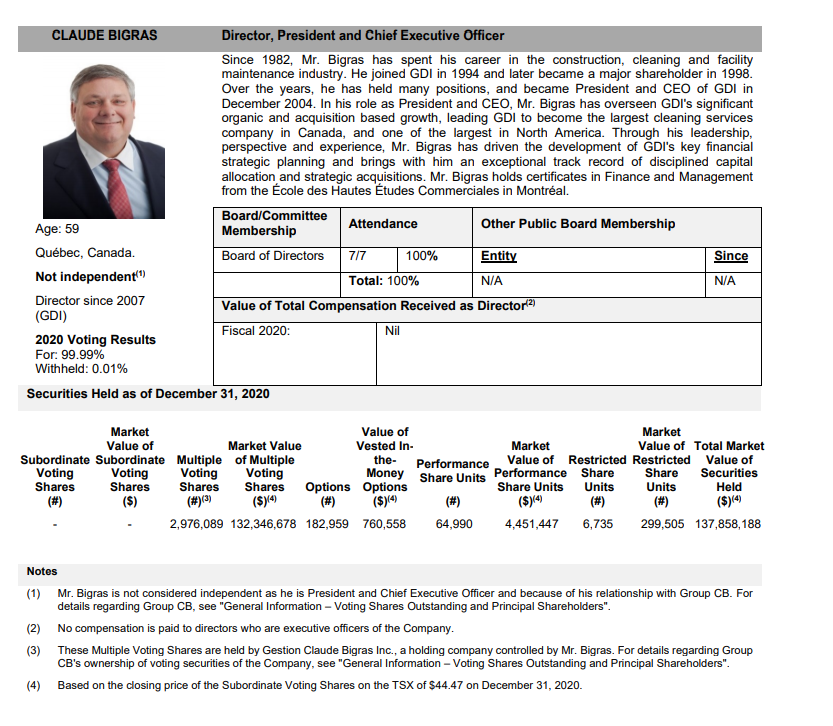 CLAUDE BIGRAS
Director, President and Chief Executive Officer
Since 1982, Mr. Bigras has spent his career in the construction, cleaning and facility
maintenance industry. He joined GDI in 1994 and later became a major shareholder in 1998.
Over the years, he has held many positions, and became President and CEO of GDI in
December 2004. In his role as President and CEO, Mr. Bigras has overseen GDI's significant
organic and acquisition based growth, leading GDI to become the largest cleaning services
company in Canada, and one of the largest in North America. Through his leadership,
perspective and experience, Mr. Bigras has driven the development of GDI's key financial
strategic planning and brings with him an exceptional track record of disciplined capital
allocation and strategic acquisitions. Mr. Bigras holds certificates in Finance and Management
from the École des Hautes Études Commerciales in Montréal.
Age: 59
Québec, Canada.
Not independent(1)
Director since 2007
(GDI)
2020 Voting Results
For: 99.99%
Withheld: 0.01%
Board/Committee
Membership
Attendance
Other Public Board Membership
Board of Directors 7/7 100% Entity Since
Total: 100% N/A N/A
Value of Total Compensation Received as Director(2)
Fiscal 2020: Nil
Securities Held as of December 31, 2020
Subordinate
Voting
Shares
(#)
Market
Value of
Subordinate
Voting
Shares
($)
Multiple
Voting
Shares
(#)(3)
Market Value
of Multiple
Voting
Shares
($)(4)
Options
(#)
Value of
Vested In-
the-
Money
Options
($)(4)
Performance
Share Units
(#)
Market
Value of
Performance
Share Units
($)(4)
Restricted
Share
Units
(#)
Market
Value of
Restricted
Share
Units
(#)
Total Market
Value of
Securities
Held
($)(4)
- - 2,976,089 132,346,678 182,959 760,558 64,990 4,451,447 6,735 299,505 137,858,188
Notes
(1) Mr. Bigras is not considered independent as he is President and Chief Executive Officer and because of his relationship with Group CB. For
details regarding Group CB, see "General Information – Voting Shares Outstanding and Principal Shareholders".
(2) No compensation is paid to directors who are executive officers of the Company.
(3) These Multiple Voting Shares are held by Gestion Claude Bigras Inc., a holding company controlled by Mr. Bigras. For details regarding Group
CB's ownership of voting securities of the Company, see "General Information – Voting Shares Outstanding and Principal Shareholders".
(4) Based on the closing price of the Subordinate Voting Shares on the TSX of $44.47 on December 31, 2020.